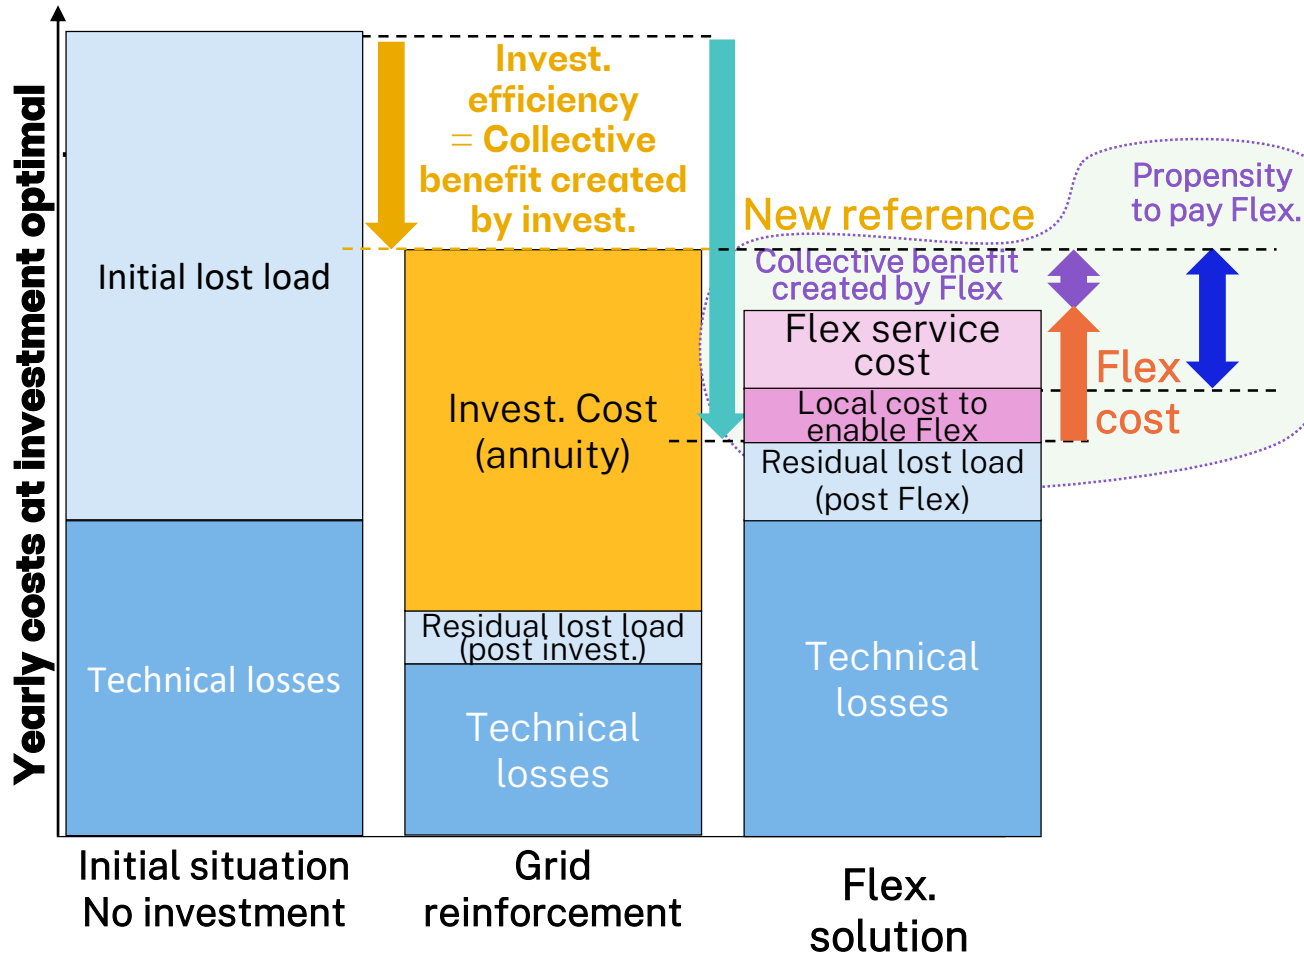 Yearly costs at investment optimal
Initial lost load
Technical losses
Initial situation
No investment
Invest.
efficiency
= Collective
benefit created
by invest.
Invest. Cost
(annuity)
Residual lost load
(post invest.)
Technical
losses
Grid
reinforcement
New reference
Collective benefit
created by Flex
Flex service
cost
Local cost to
enable Flex
Residual lost load
(post Flex)
Technical
losses
Flex.
solution
Propensity
to pay Flex.
Flex
cost